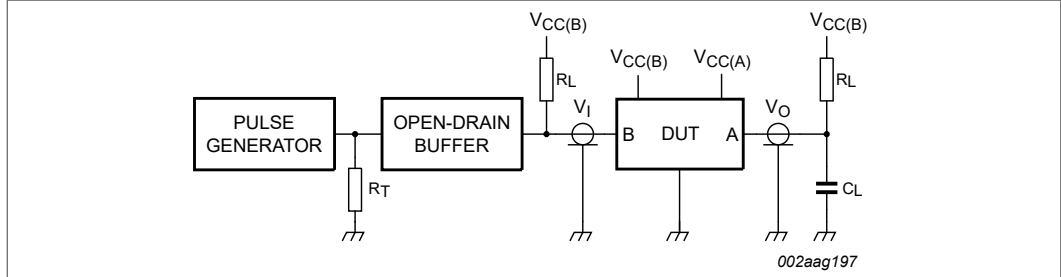 VCC(B)
RL
VCC(B)
VCC(A)
VCC(B)
RL
PULSE
GENERATOR
OPEN-DRAIN
BUFFER
VI
B
DUT
A
VO
RT
CL
002aag197